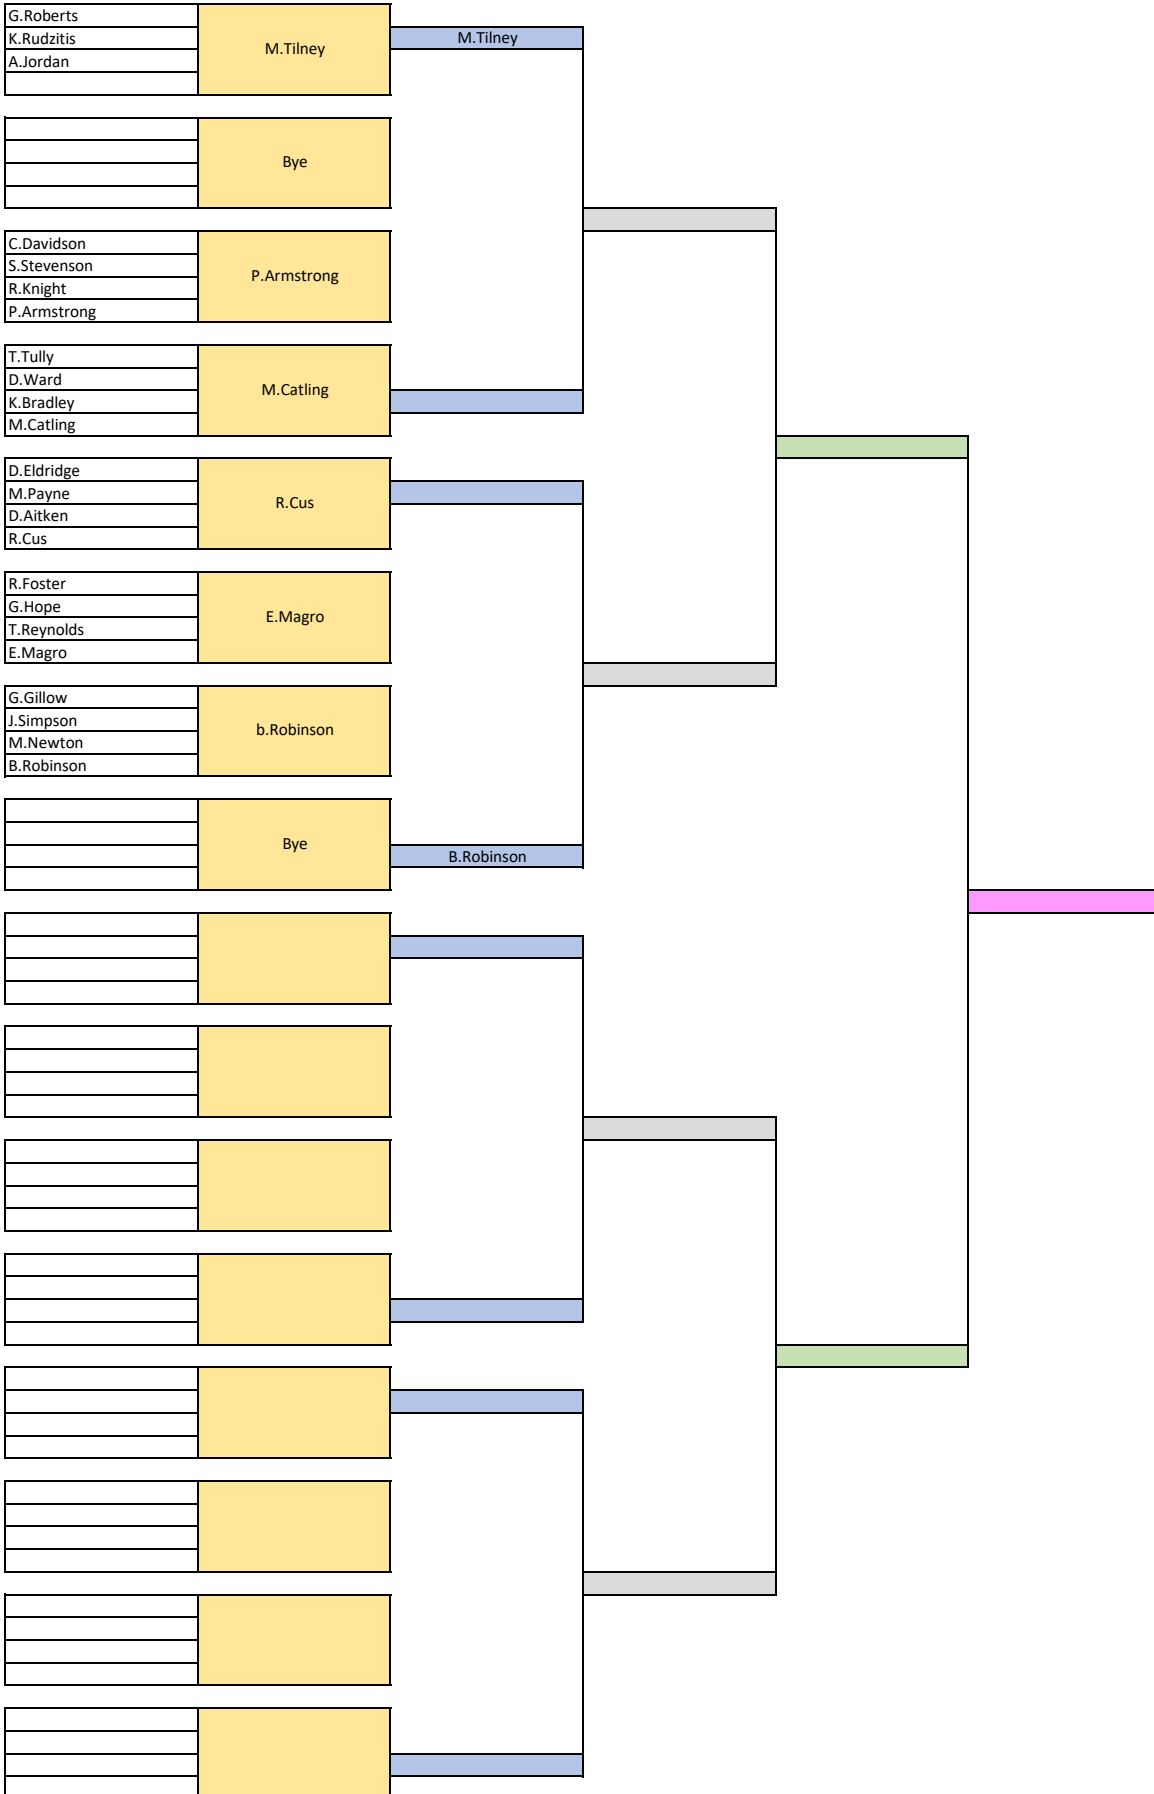 G.Roberts
K.Rudzitis
A.Jordan
M.Tilney
M.Tilney
Bye
C.Davidson
S.Stevenson
R.Knight
P.Armstrong
P.Armstrong
T.Tully
D.Ward
K.Bradley
M.Catling
M.Catling
D.Eldridge
M.Payne
D.Aitken
R.Cus
R.Cus
R.Foster
G.Hope
T.Reynolds
E.Magro
E.Magro
G.Gillow
J.Simpson
M.Newton
B.Robinson
b.Robinson
Bye
B.Robinson